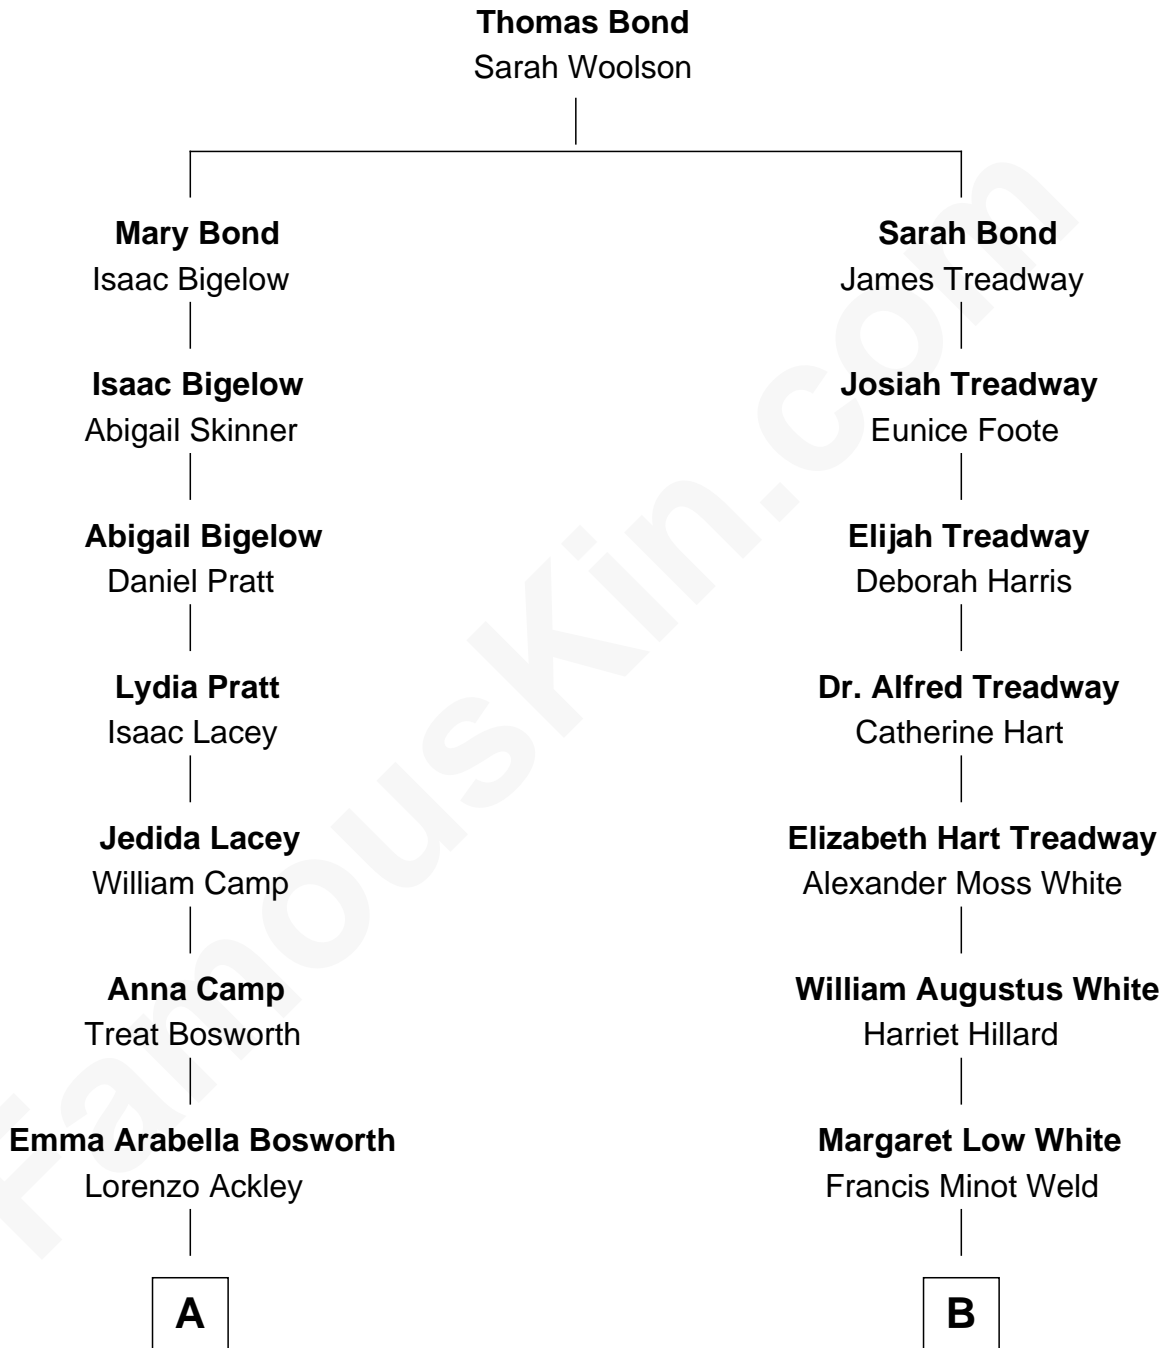 Thomas Bond
Sarah Woolson
Mary Bond
Isaac Bigelow
Sarah Bond
James Treadway
Isaac Bigelow
Abigail Skinner
Josiah Treadway
Eunice Foote
Abigail Bigelow
Daniel Pratt
Elijah Treadway
Deborah Harris
Lydia Pratt
Isaac Lacey
Dr. Alfred Treadway
Catherine Hart
Jedida Lacey
William Camp
Elizabeth Hart Treadway
Alexander Moss White
Anna Camp
Treat Bosworth
William Augustus White
Harriet Hillard
Emma Arabella Bosworth
Lorenzo Ackley
Margaret Low White
Francis Minot Weld
A
B
FamousKin.com